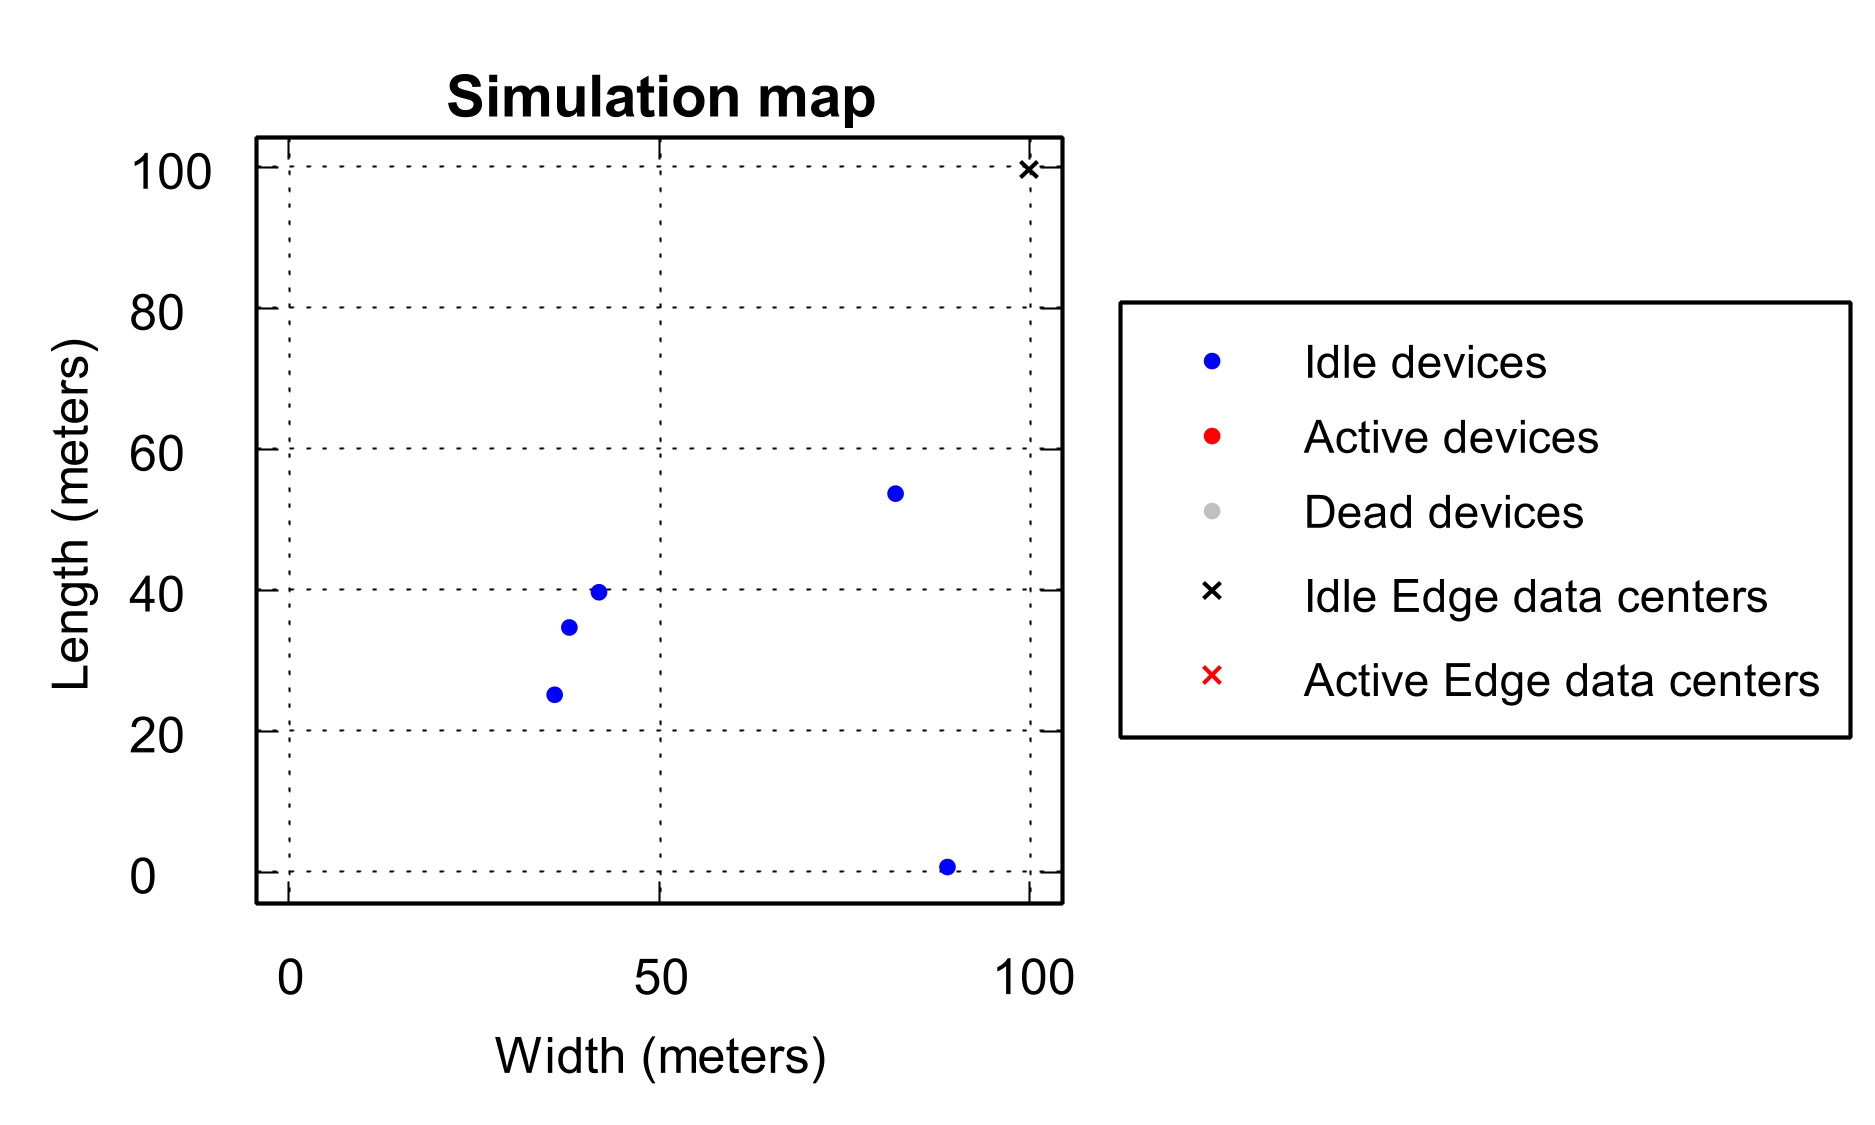 Simulation map
100
80
60
40
20
0
Length (meters)
0 50 100
Width (meters)
Idle devices
Active devices
Dead devices
Idle Edge data centers
Active Edge data centers